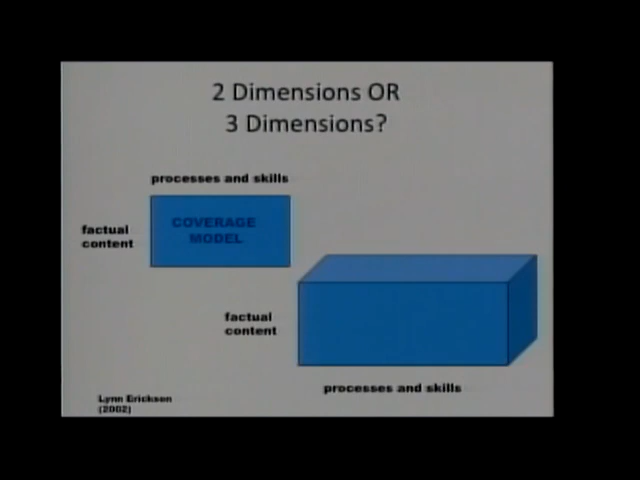 2 Dimensions OR
3 Dimensions?
processes and skills
factual
content
COVERAGE
MODEL
factual
content
processes and skills
Lynn Erickson
(2002)